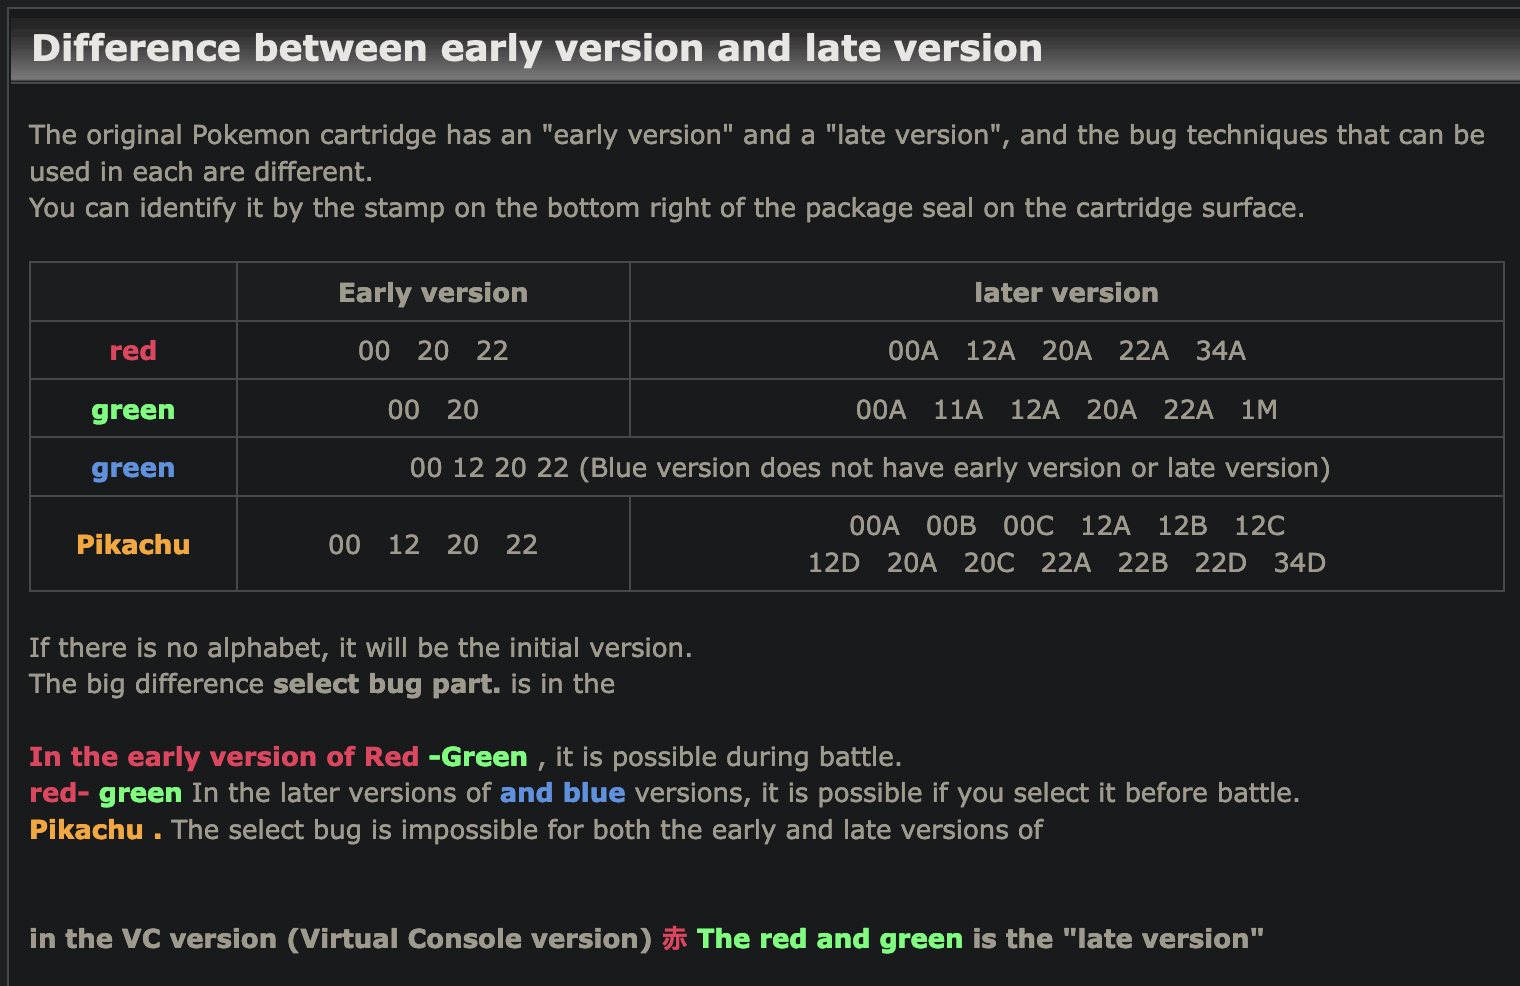 Difference between early version and late version
The original Pokemon cartridge has an "early version" and a "late version", and the bug techniques that can be
used in each are different.
You can identify it by the stamp on the bottom right of the package seal on the cartridge surface.
Early version later version
red 00 20 22 00A 12A 20A 22A 34A
green 00 20 00A 11A 12A 20A 22A 1M
green 00 12 20 22 (Blue version does not have early version or late version)
Pikachu 00 12 20 22 00A 00B 00C 12A 12B 12C
12D 20A 20C 22A 22B 22D 34D
If there is no alphabet, it will be the initial version.
The big difference select bug part. is in the
In the early version of Red -Green , it is possible during battle.
red- green In the later versions of and blue versions, it is possible if you select it before battle.
Pikachu . The select bug is impossible for both the early and late versions of
in the VC version (Virtual Console version) 赤 The red and green is the "late version"